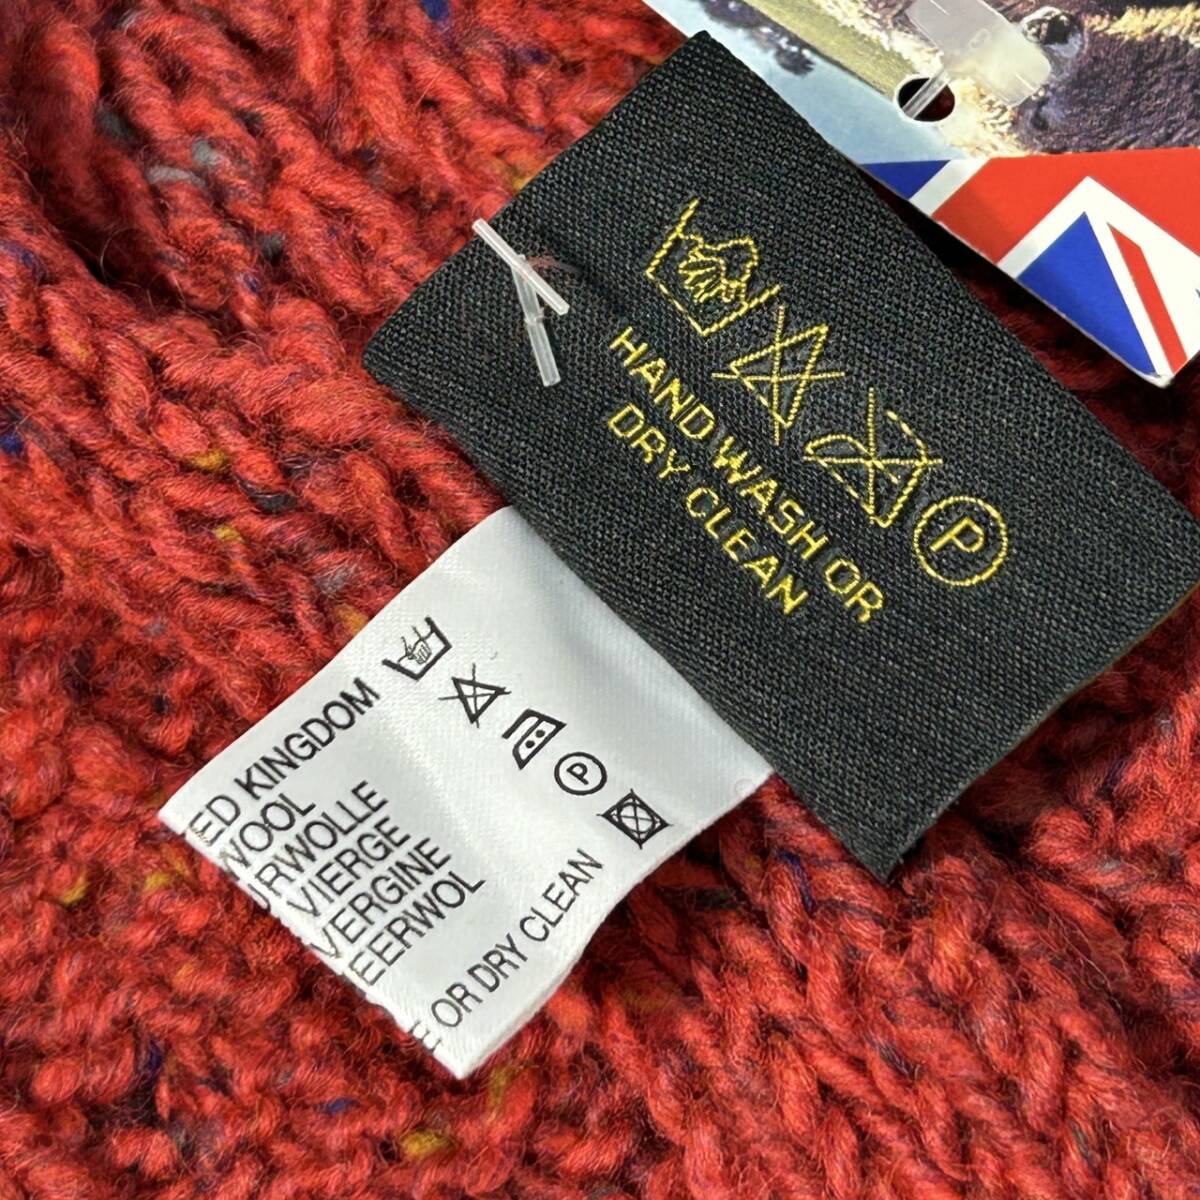 HAND WASH OR
DRY CLEAN
P
ED KINGDOM
WOOL
RWOLLE
VIERGE
VERGINE
EERWOL
OR DRY CLEAN
P